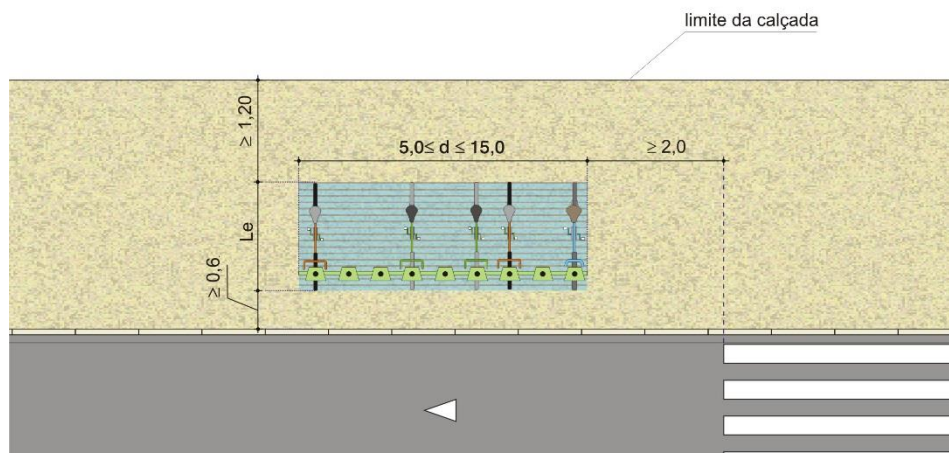 limite da calçada
≥ 1,20
5,0≤ d ≤ 15,0
≥ 2,0
Le
≥ 0,6